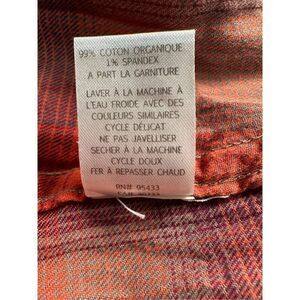 99% COTON ORGANIQUE
1% SPANDEX
A PART LA GARNITURE
LAVER À LA MACHINE À
L'EAU FROIDE AVEC DES
COULEURS SIMILAIRES
CYCLE DÉLICAT
NE PAS JAVELLISER
SECHER À LA MACHINE
CYCLE DOUX
FER À REPASSER CHAUD
RN# 95433